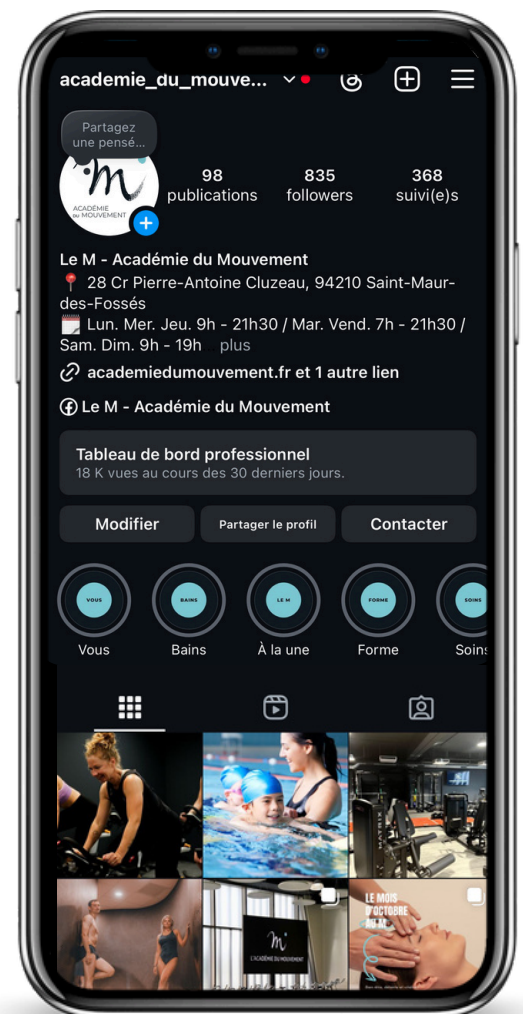 academie_du_mouve...
Partagez
une pensé...
m
ACADÉMIE
DU MOUVEMENT
98
publications
835
followers
368
suivi(e)s
Le M - Académie du Mouvement
28 Cr Pierre-Antoine Cluzeau, 94210 Saint-Maur-
des-Fossés
Lun. Mer. Jeu. 9h - 21h30 / Mar. Vend. 7h - 21h30 /
Sam. Dim. 9h - 19h plus
academiedumouvement.fr et 1 autre lien
Le M - Académie du Mouvement
Tableau de bord professionnel
18 K vues au cours des 30 derniers jours.
Modifier
Partager le profil
Contacter
VOUS
BAINS
LE M
FORME
SOINS
Vous
Bains
À la une
Forme
Soins
MATRIX
m
L'ACADÉMIE DU MOUVEMENT
LE MOIS
D'OCTOBRE
AU M